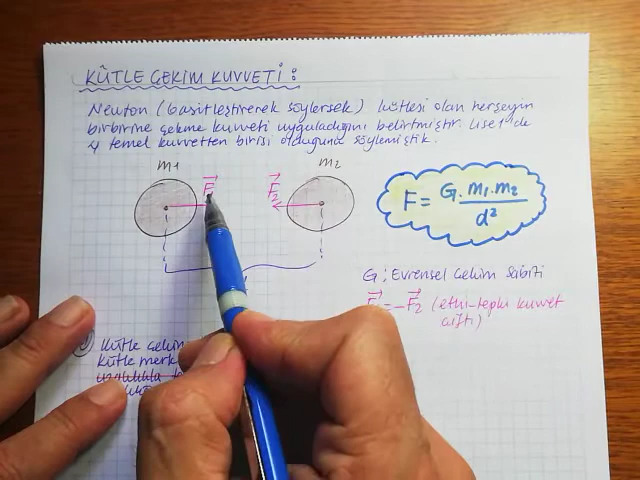 KÜTLE ÇEKİM KUVVETİ:
Newton (basitleştirerek söylersek) kütlesi olan herşeyin
birbirine çekme kuvveti uyguladığını belirtmiştir. Lise 1'de
4 temel kuvvetten birisi olduğunu söylemiştik.
m1 m2
F F2
F = G. m1.m2 / d²
G: Evrensel Çekim Sabiti
F = -F2 (etki-tepki kuvvet
çifti)
Kütle çekim
kütle merk